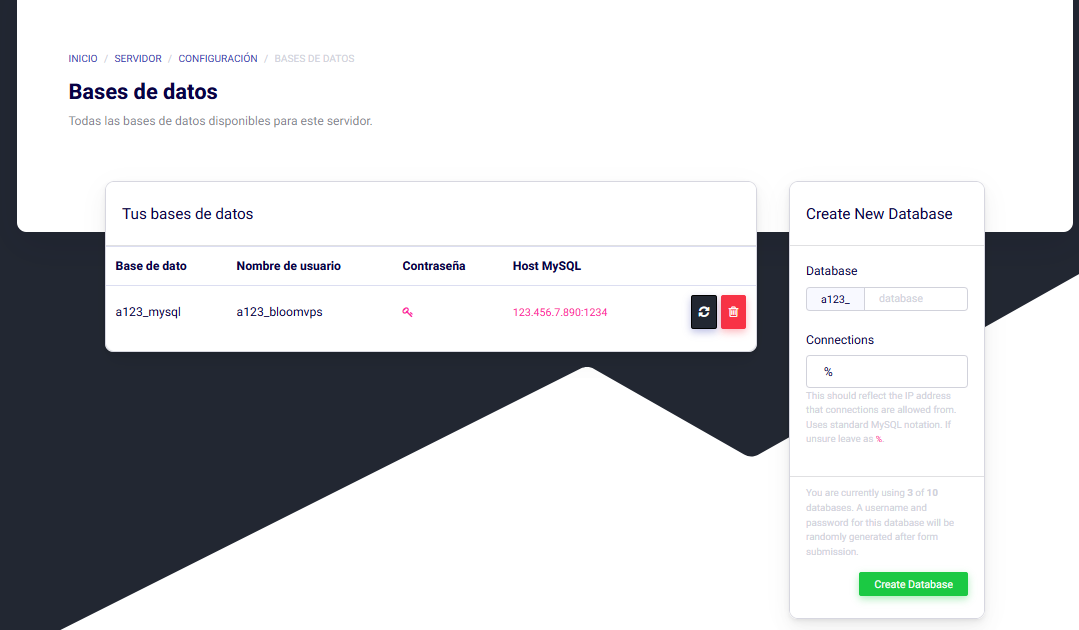 INICIO / SERVIDOR / CONFIGURACIÓN / BASES DE DATOS
Bases de datos
Todas las bases de datos disponibles para este servidor.
Tus bases de datos
Base de dato Nombre de usuario Contraseña Host MySQL
a123_mysql a123_bloomvps 123.456.7.890:1234
Create New Database
Database
a123_ database
Connections
%
This should reflect the IP address
that connections are allowed from.
Uses standard MySQL notation. If
unsure leave as %.
You are currently using 3 of 10
databases. A username and
password for this database will be
randomly generated after form
submission.
Create Database